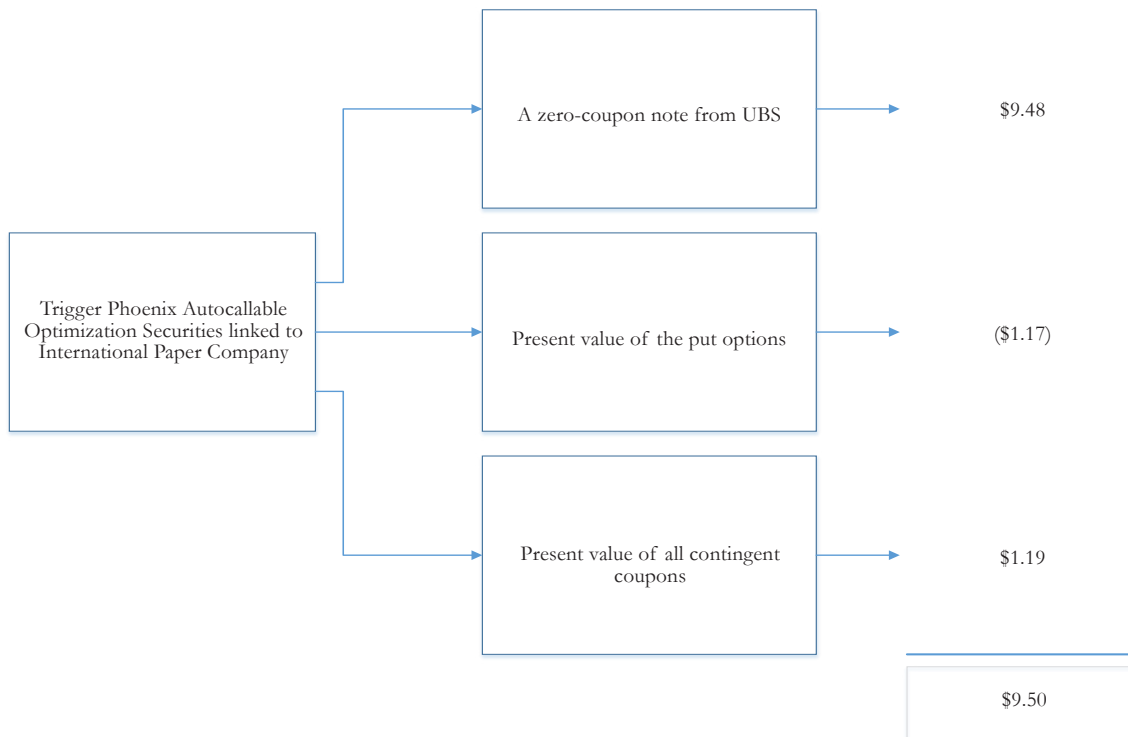 A zero-coupon note from UBS
$9.48
Trigger Phoenix Autocallable
Optimization Securities linked to
International Paper Company
Present value of the put options
($1.17)
Present value of all contingent
coupons
$1.19
$9.50